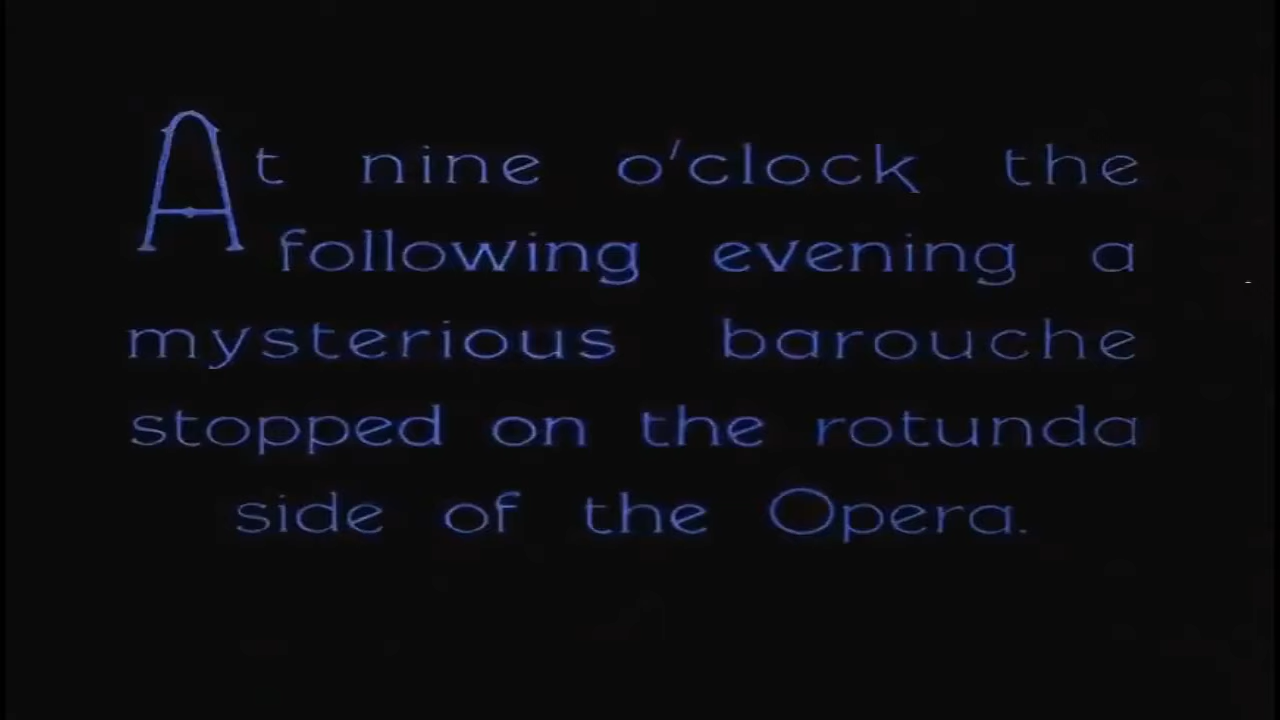 At nine o'clock the
following evening a
mysterious barouche
stopped on the rotunda
side of the Opera.